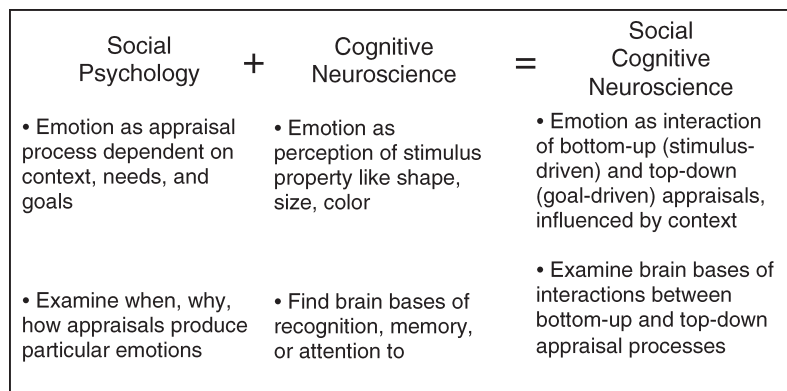 Social
Psychology
+
Cognitive
Neuroscience
=
Social
Cognitive
Neuroscience
• Emotion as appraisal
process dependent on
context, needs, and
goals
• Emotion as
perception of stimulus
property like shape,
size, color
• Emotion as interaction
of bottom-up (stimulus-
driven) and top-down
(goal-driven) appraisals,
influenced by context
• Examine when, why,
how appraisals produce
particular emotions
• Find brain bases of
recognition, memory,
or attention to
• Examine brain bases of
interactions between
bottom-up and top-down
appraisal processes